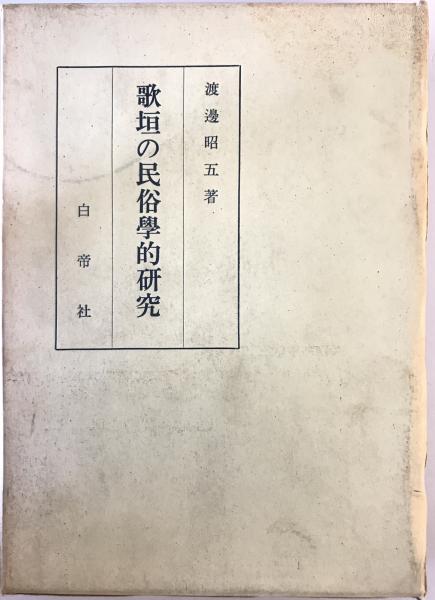 渡邊昭五著
歌垣の民俗學的研究
白帝社